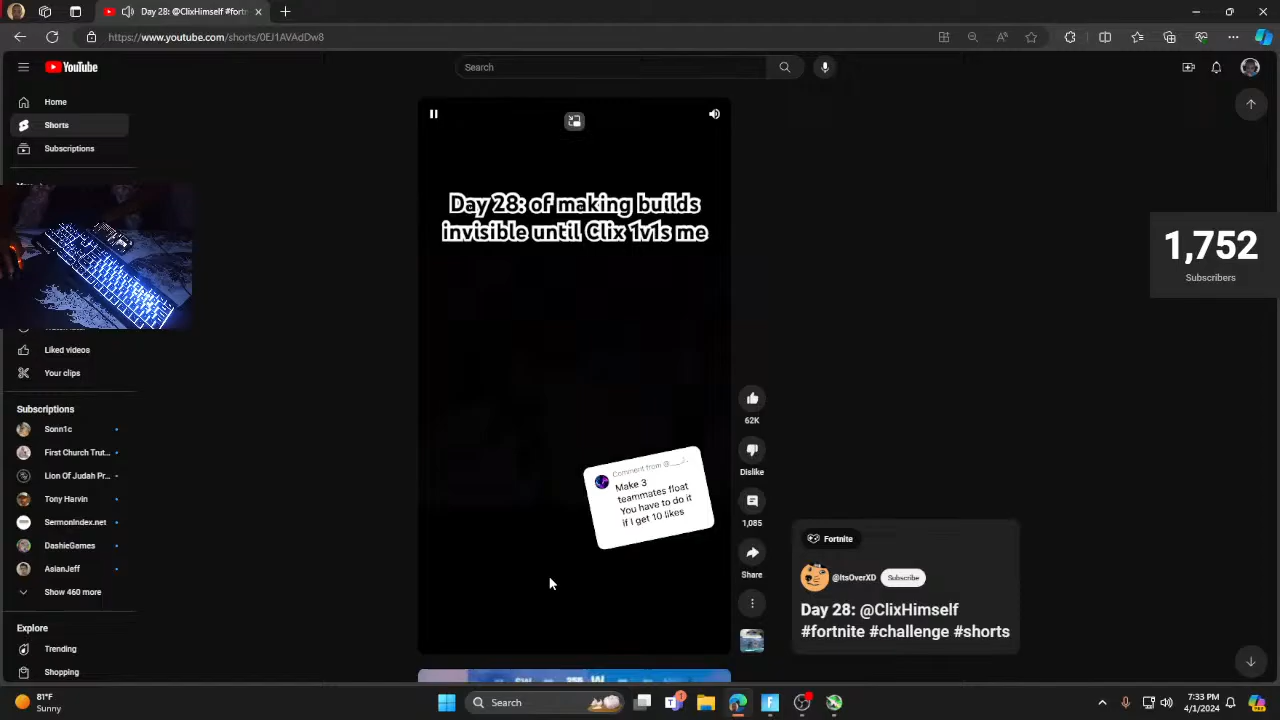 Day 28: @ClixHimself #fortn
https://www.youtube.com/shorts/0EJ1AVAdDw8
YouTube
Search
Home
Shorts
Subscriptions
Liked videos
Your clips
Subscriptions
Sonn1c
First Church Trut...
Lion Of Judah Pr...
Tony Harvin
SermonIndex.net
DashieGames
AsianJeff
Show 460 more
Explore
Trending
Shopping
Day 28: of making builds
invisible until Clix 1v1s me
Comment from @___J.
Make 3
teammates float
You have to do it
if I get 10 likes
62K
Dislike
1,085
Share
Fortnite
@ItsOverXD
Subscribe
Day 28: @ClixHimself
#fortnite #challenge #shorts
1,752
Subscribers
81°F
Sunny
Search
7:33 PM
4/1/2024